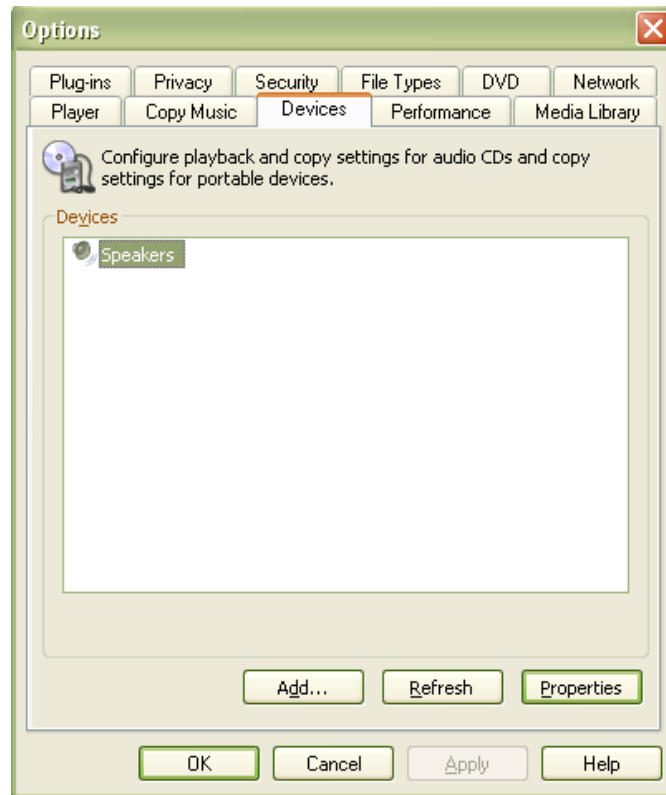 Options
Plug-ins Privacy Security File Types DVD Network
Player Copy Music Devices Performance Media Library
Configure playback and copy settings for audio CDs and copy
settings for portable devices.
Devices
Speakers
Add... Refresh Properties
OK Cancel Apply Help